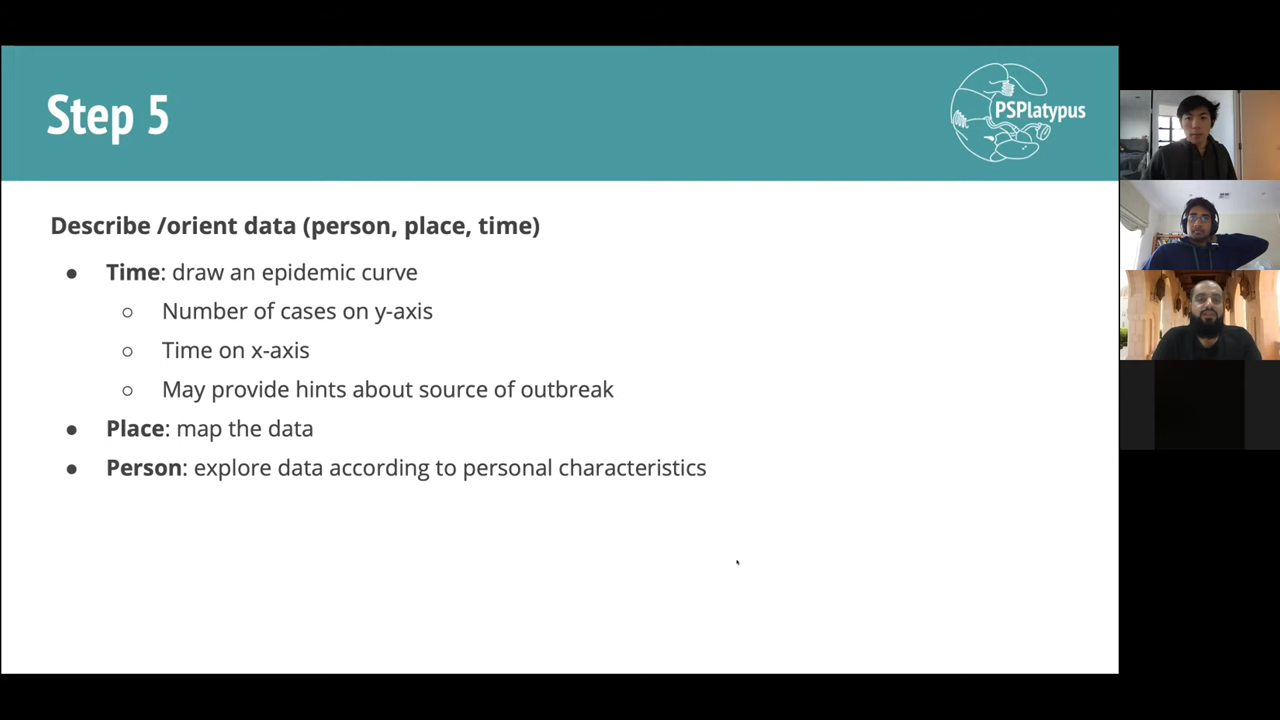 Step 5
PSPlatypus
Describe /orient data (person, place, time)
● Time: draw an epidemic curve
○ Number of cases on y-axis
○ Time on x-axis
○ May provide hints about source of outbreak
● Place: map the data
● Person: explore data according to personal characteristics